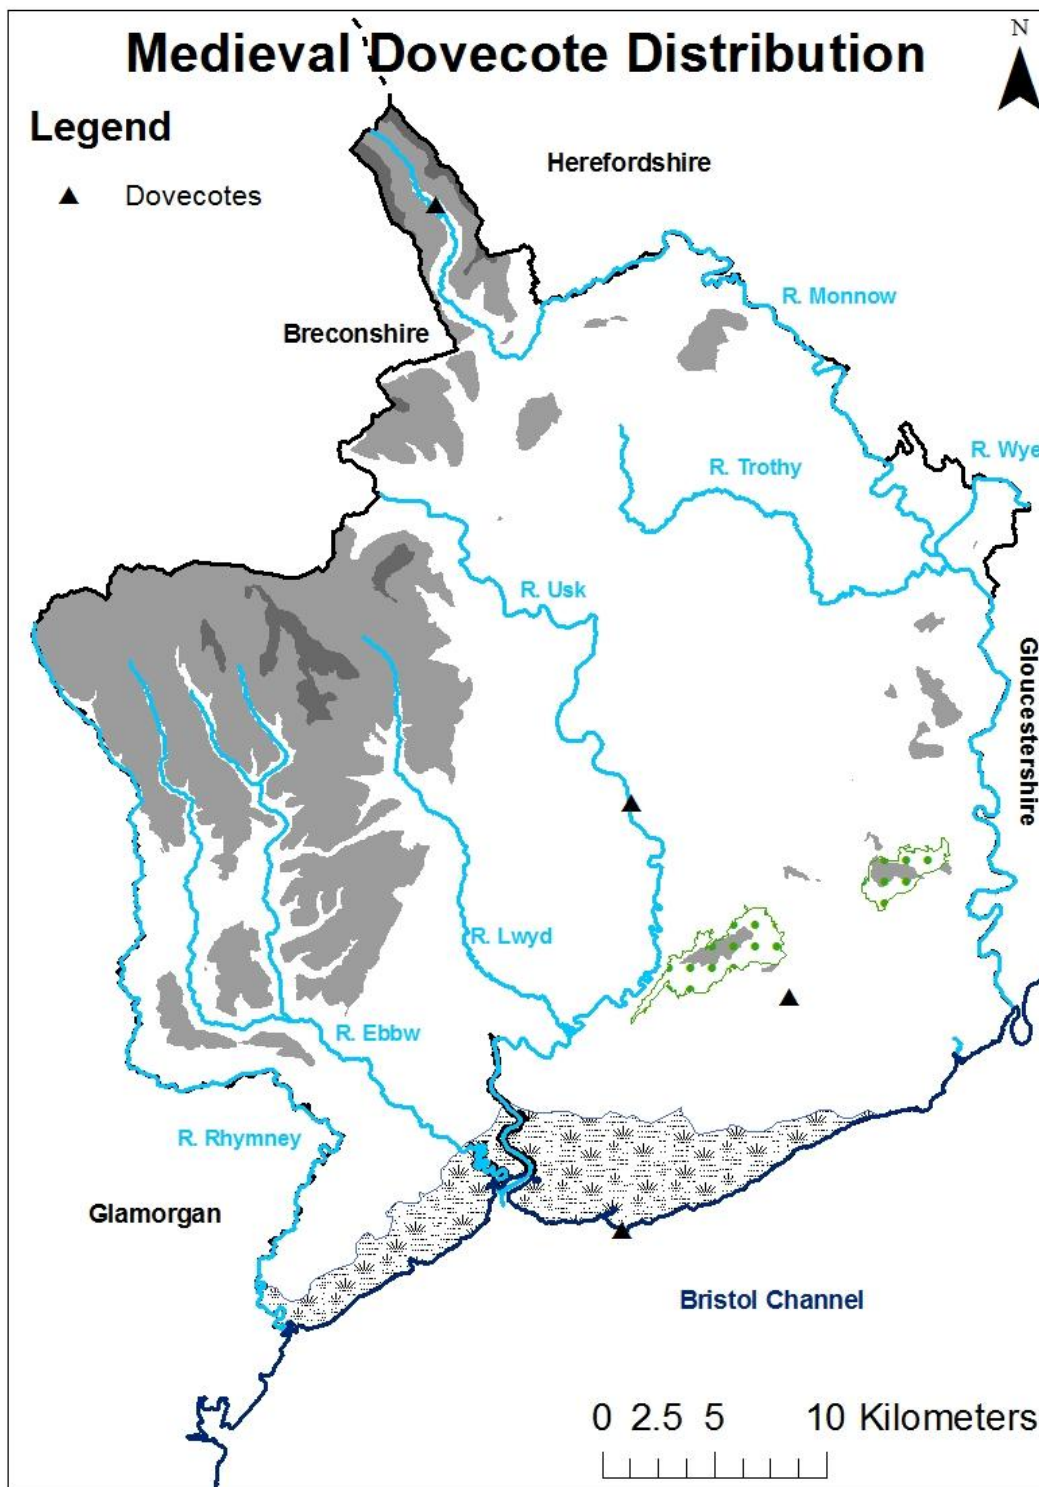 Medieval Dovecote Distribution
N
Legend
Dovecotes
Herefordshire
R. Monnow
Breconshire
R. Wye
R. Trothy
R. Usk
Gloucestershire
R. Lwyd
R. Ebbw
R. Rhymney
Glamorgan
Bristol Channel
0 2.5 5 10 Kilometers